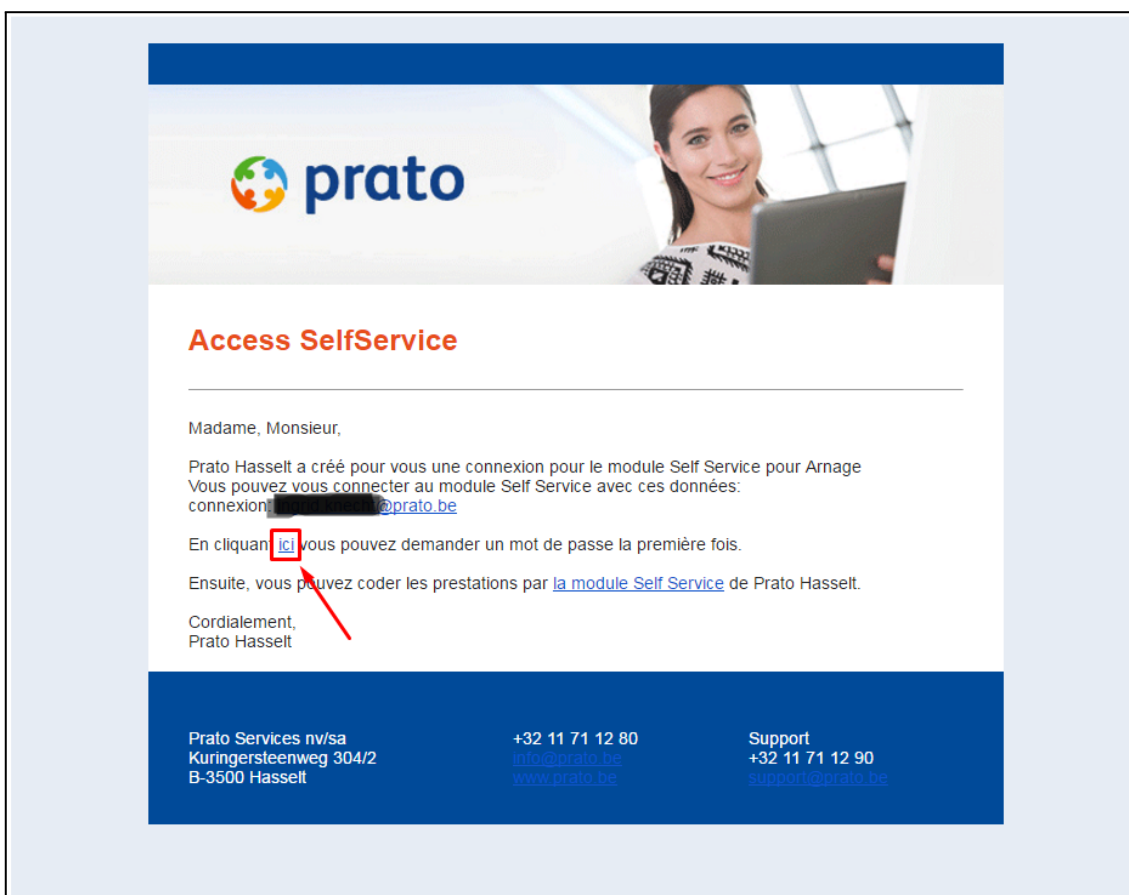 prato
Access SelfService
Madame, Monsieur,
Prato Hasselt a créé pour vous une connexion pour le module Self Service pour Arnage
Vous pouvez vous connecter au module Self Service avec ces données:
connexion: @prato.be
En cliquant ici vous pouvez demander un mot de passe la première fois.
Ensuite, vous pouvez coder les prestations par la module Self Service de Prato Hasselt.
Cordialement,
Prato Hasselt
Prato Services nv/sa
Kuringersteenweg 304/2
B-3500 Hasselt
+32 11 71 12 80
info@prato.be
www.prato.be
Support
+32 11 71 12 90
support@prato.be